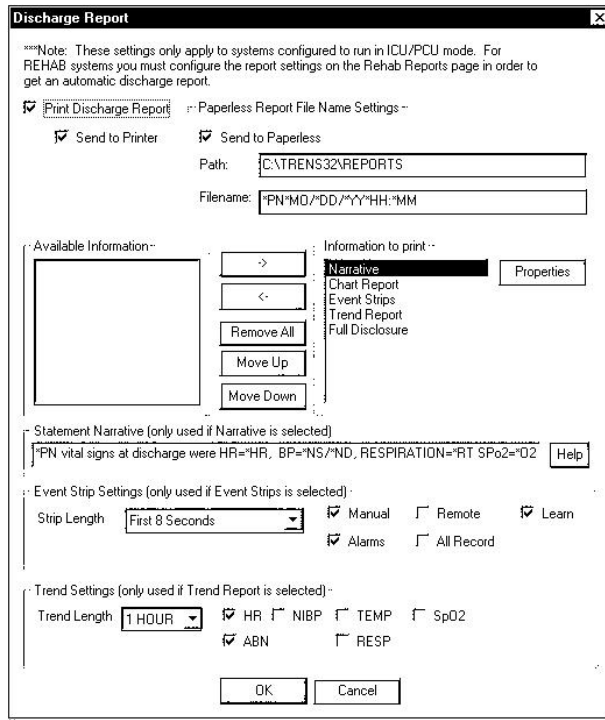 Discharge Report
***Note: These settings only apply to systems configured to run in ICU/PCU mode. For
REHAB systems you must configure the report settings on the Rehab Reports page in order to
get an automatic discharge report.
Print Discharge Report
Paperless Report File Name Settings
Send to Printer
Send to Paperless
Path: C:\TRENS32\REPORTS
Filename: *PN*MO/*DD/*YY*HH:*MM
Available Information
Information to print
->
<-
Remove All
Move Up
Move Down
Narrative
Chart Report
Event Strips
Trend Report
Full Disclosure
Properties
Statement Narrative (only used if Narrative is selected)
*PN vital signs at discharge were HR=*HR, BP=*NS/*ND, RESPIRATION=*RT SPo2=*O2
Help
Event Strip Settings (only used if Event Strips is selected)
Strip Length First 8 Seconds
Manual Remote Learn
Alarms All Record
Trend Settings (only used if Trend Report is selected)
Trend Length 1 HOUR
HR NIBP TEMP SpO2
ABN RESP
OK Cancel